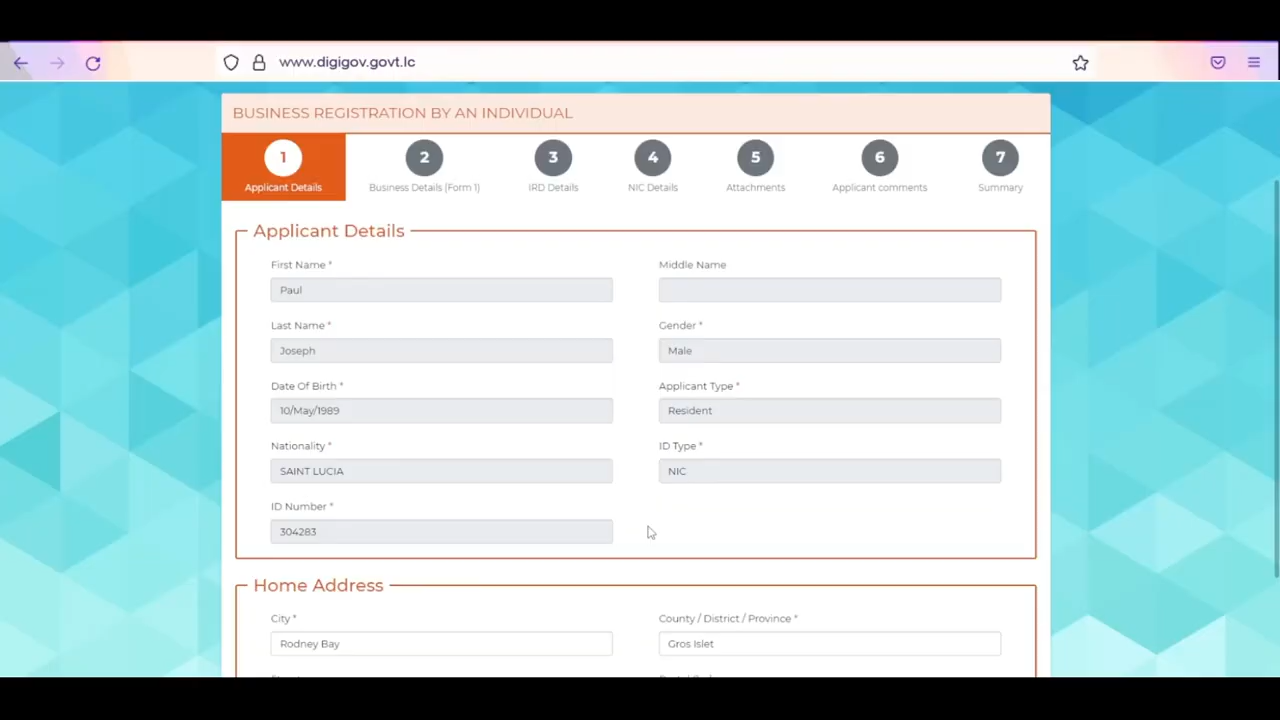 www.digigov.govt.lc
BUSINESS REGISTRATION BY AN INDIVIDUAL
1 2 3 4 5 6 7
Applicant Details Business Details (Form 1) IRD Details NIC Details Attachments Applicant comments Summary
Applicant Details
First Name * Middle Name
Paul
Last Name * Gender *
Joseph Male
Date Of Birth * Applicant Type *
10/May/1989 Resident
Nationality * ID Type *
SAINT LUCIA NIC
ID Number *
304283
Home Address
City * County / District / Province *
Rodney Bay Gros Islet